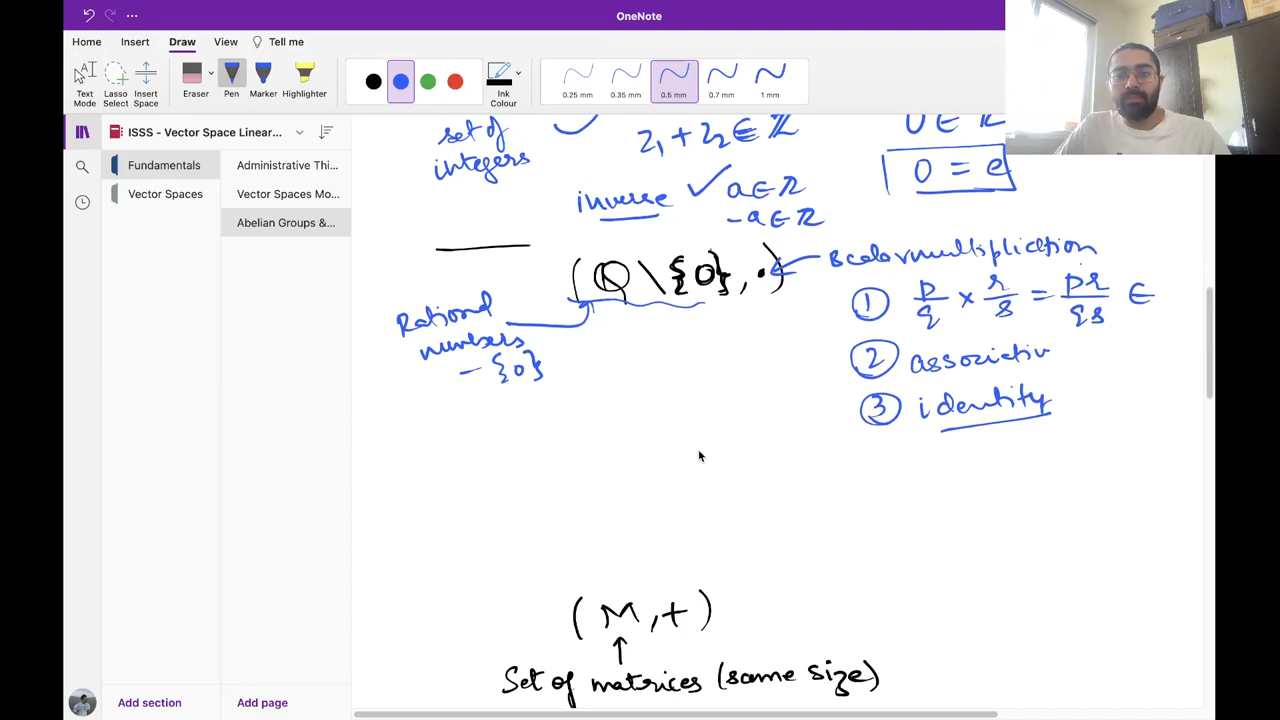 OneNote
Home Insert Draw View Tell me
Text Mode
Lasso Select
Insert Space
Eraser
Pen
Marker
Highlighter
Ink Colour
0.25 mm
0.35 mm
0.5 mm
0.7 mm
1 mm
ISSS - Vector Space Linear...
Fundamentals
Vector Spaces
Administrative Thi...
Vector Spaces Mo...
Abelian Groups &...
set of
integers
z₁ + z₂ ∈ ℤ
0 = e
inverse ✓ a ∈ ℤ
-a ∈ ℤ
(Q \ {0}, ·)
scalar multiplication
Rational
numbers
- {0}
① p/q × r/s = pr/qs ∈
② associativ
③ identity
(M, +)
↑
Set of matrices (same size)
Add section
Add page